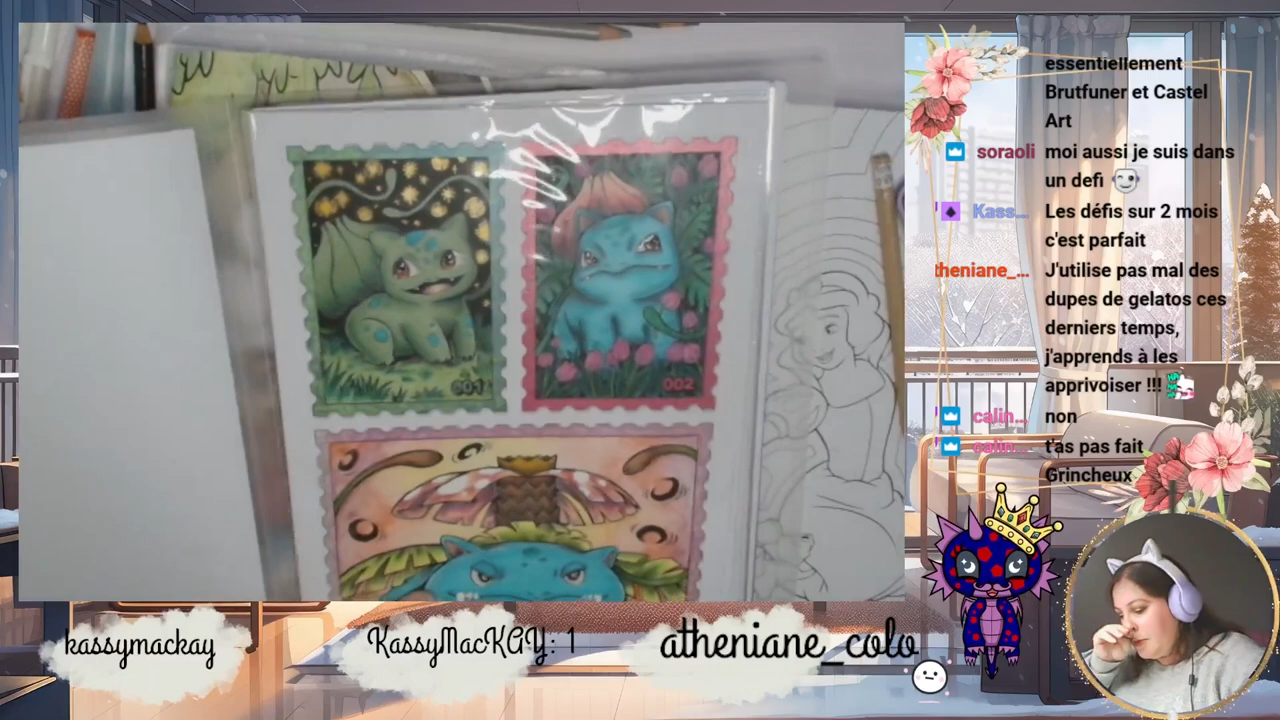 001
002
essentiellement
Brutfuner et Castel
Art
soraoli moi aussi je suis dans
un defi
Kass... Les défis sur 2 mois
c'est parfait
theniane_... J'utilise pas mal des
dupes de gelatos ces
derniers temps,
j'apprends à les
apprivoiser !!!
calin... non
calin... t'as pas fait
Grincheux
kassymackay
KassyMacKAY: 1
atheniane_colo